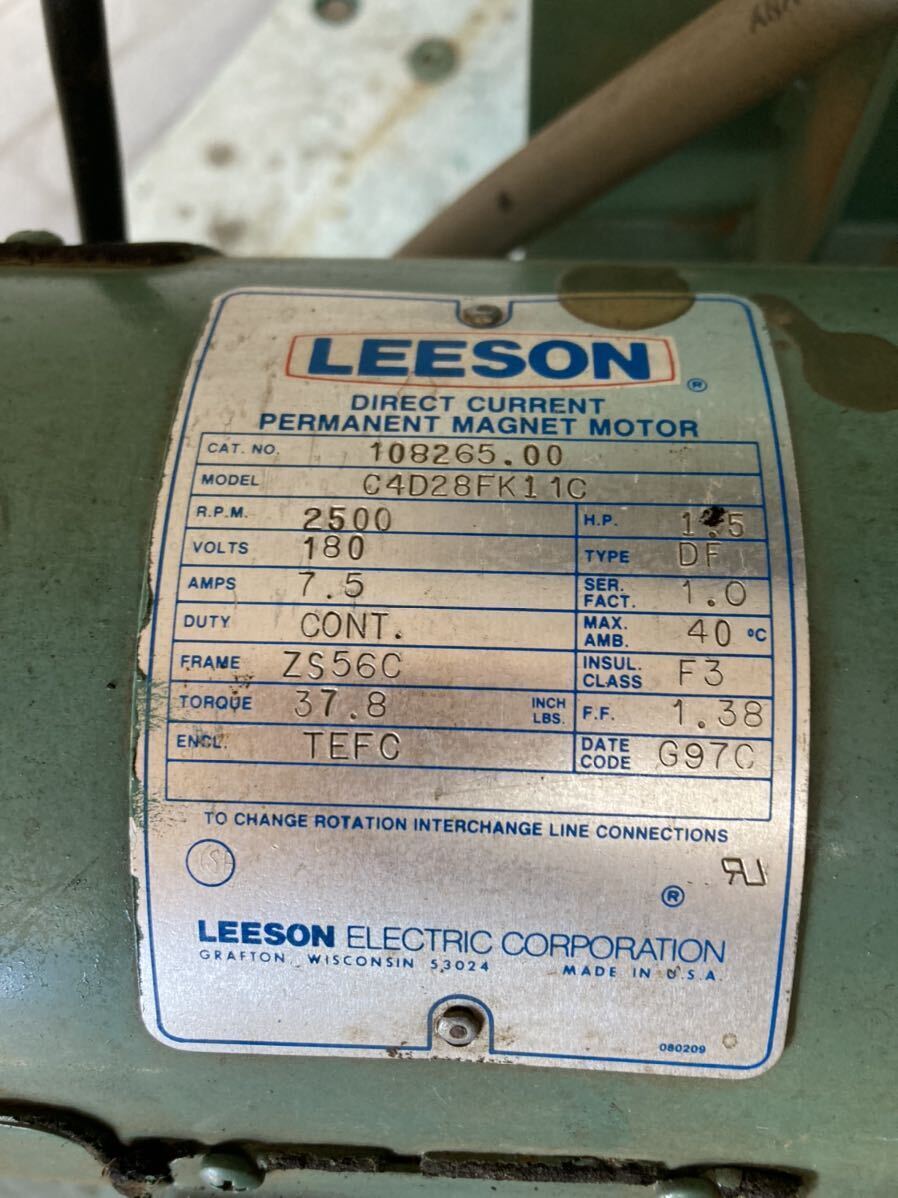 LEESON ®
DIRECT CURRENT
PERMANENT MAGNET MOTOR
CAT. NO. 108265.00
MODEL C4D28FK11C
R.P.M. 2500 H.P. 1.5
VOLTS 180 TYPE DF
AMPS 7.5 SER. FACT. 1.0
DUTY CONT. MAX. AMB. 40 °C
FRAME ZS56C INSUL. CLASS F3
TORQUE 37.8 INCH LBS. F.F. 1.38
ENCL. TEFC DATE CODE G97C
TO CHANGE ROTATION INTERCHANGE LINE CONNECTIONS
®
LEESON ELECTRIC CORPORATION
GRAFTON, WISCONSIN 53024 MADE IN U.S.A.
080209